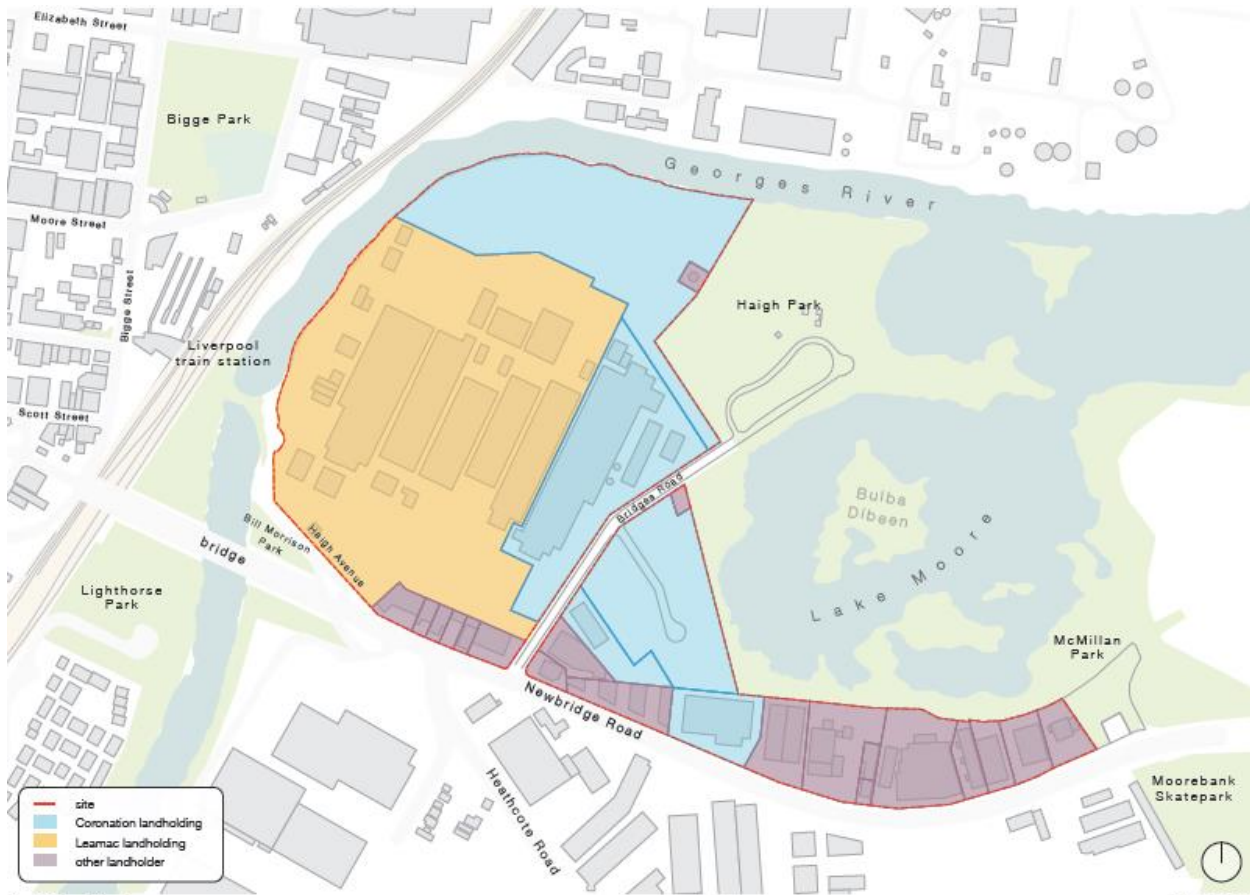 Elizabeth Street
Bigge Park
Georges River
Moore Street
Bigge Street
Haigh Park
Liverpool
train station
Scott Street
Bridges Road
Bulba
Dibeen
Bill Morrison
Park
Haigh Avenue
bridge
Lake Moore
Lighthorse
Park
McMillan
Park
Newbridge Road
Heathcote Road
Moorebank
Skatepark
site
Coronation landholding
Leamac landholding
other landholder